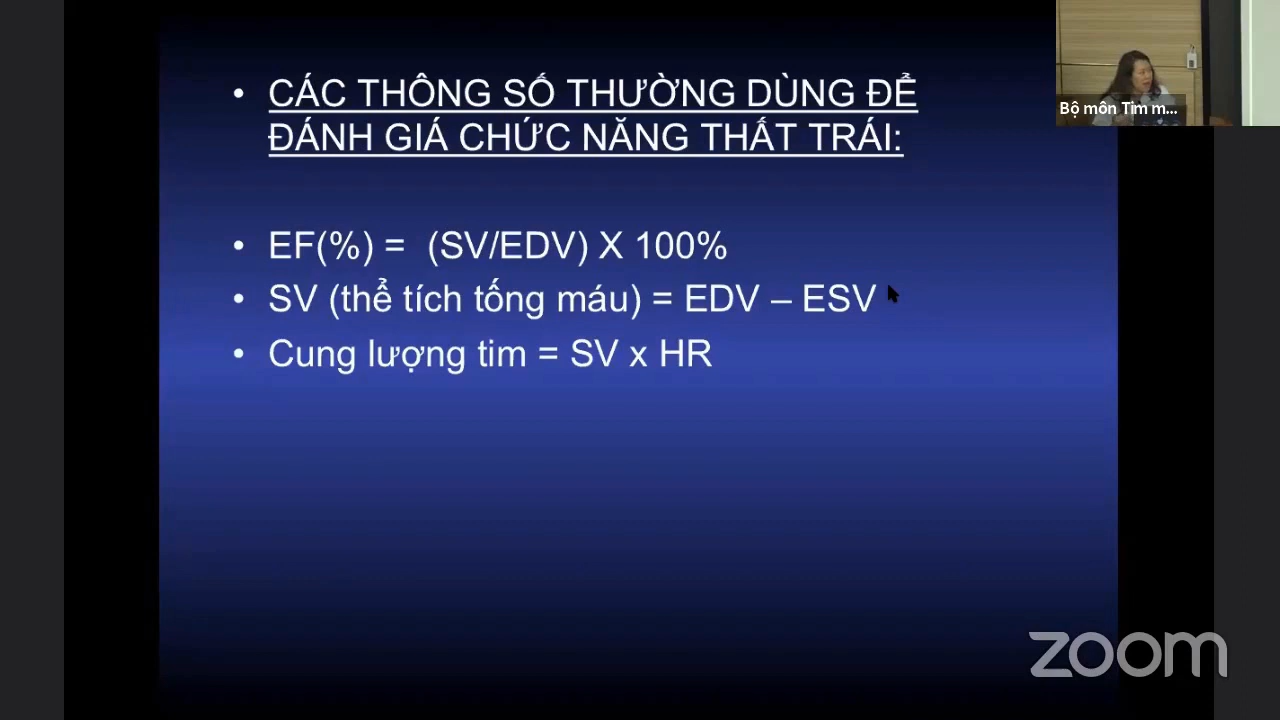 • CÁC THÔNG SỐ THƯỜNG DÙNG ĐỂ
ĐÁNH GIÁ CHỨC NĂNG THẤT TRÁI:
• EF(%) = (SV/EDV) X 100%
• SV (thể tích tống máu) = EDV – ESV
• Cung lượng tim = SV x HR
Bộ môn Tim m...
zoom